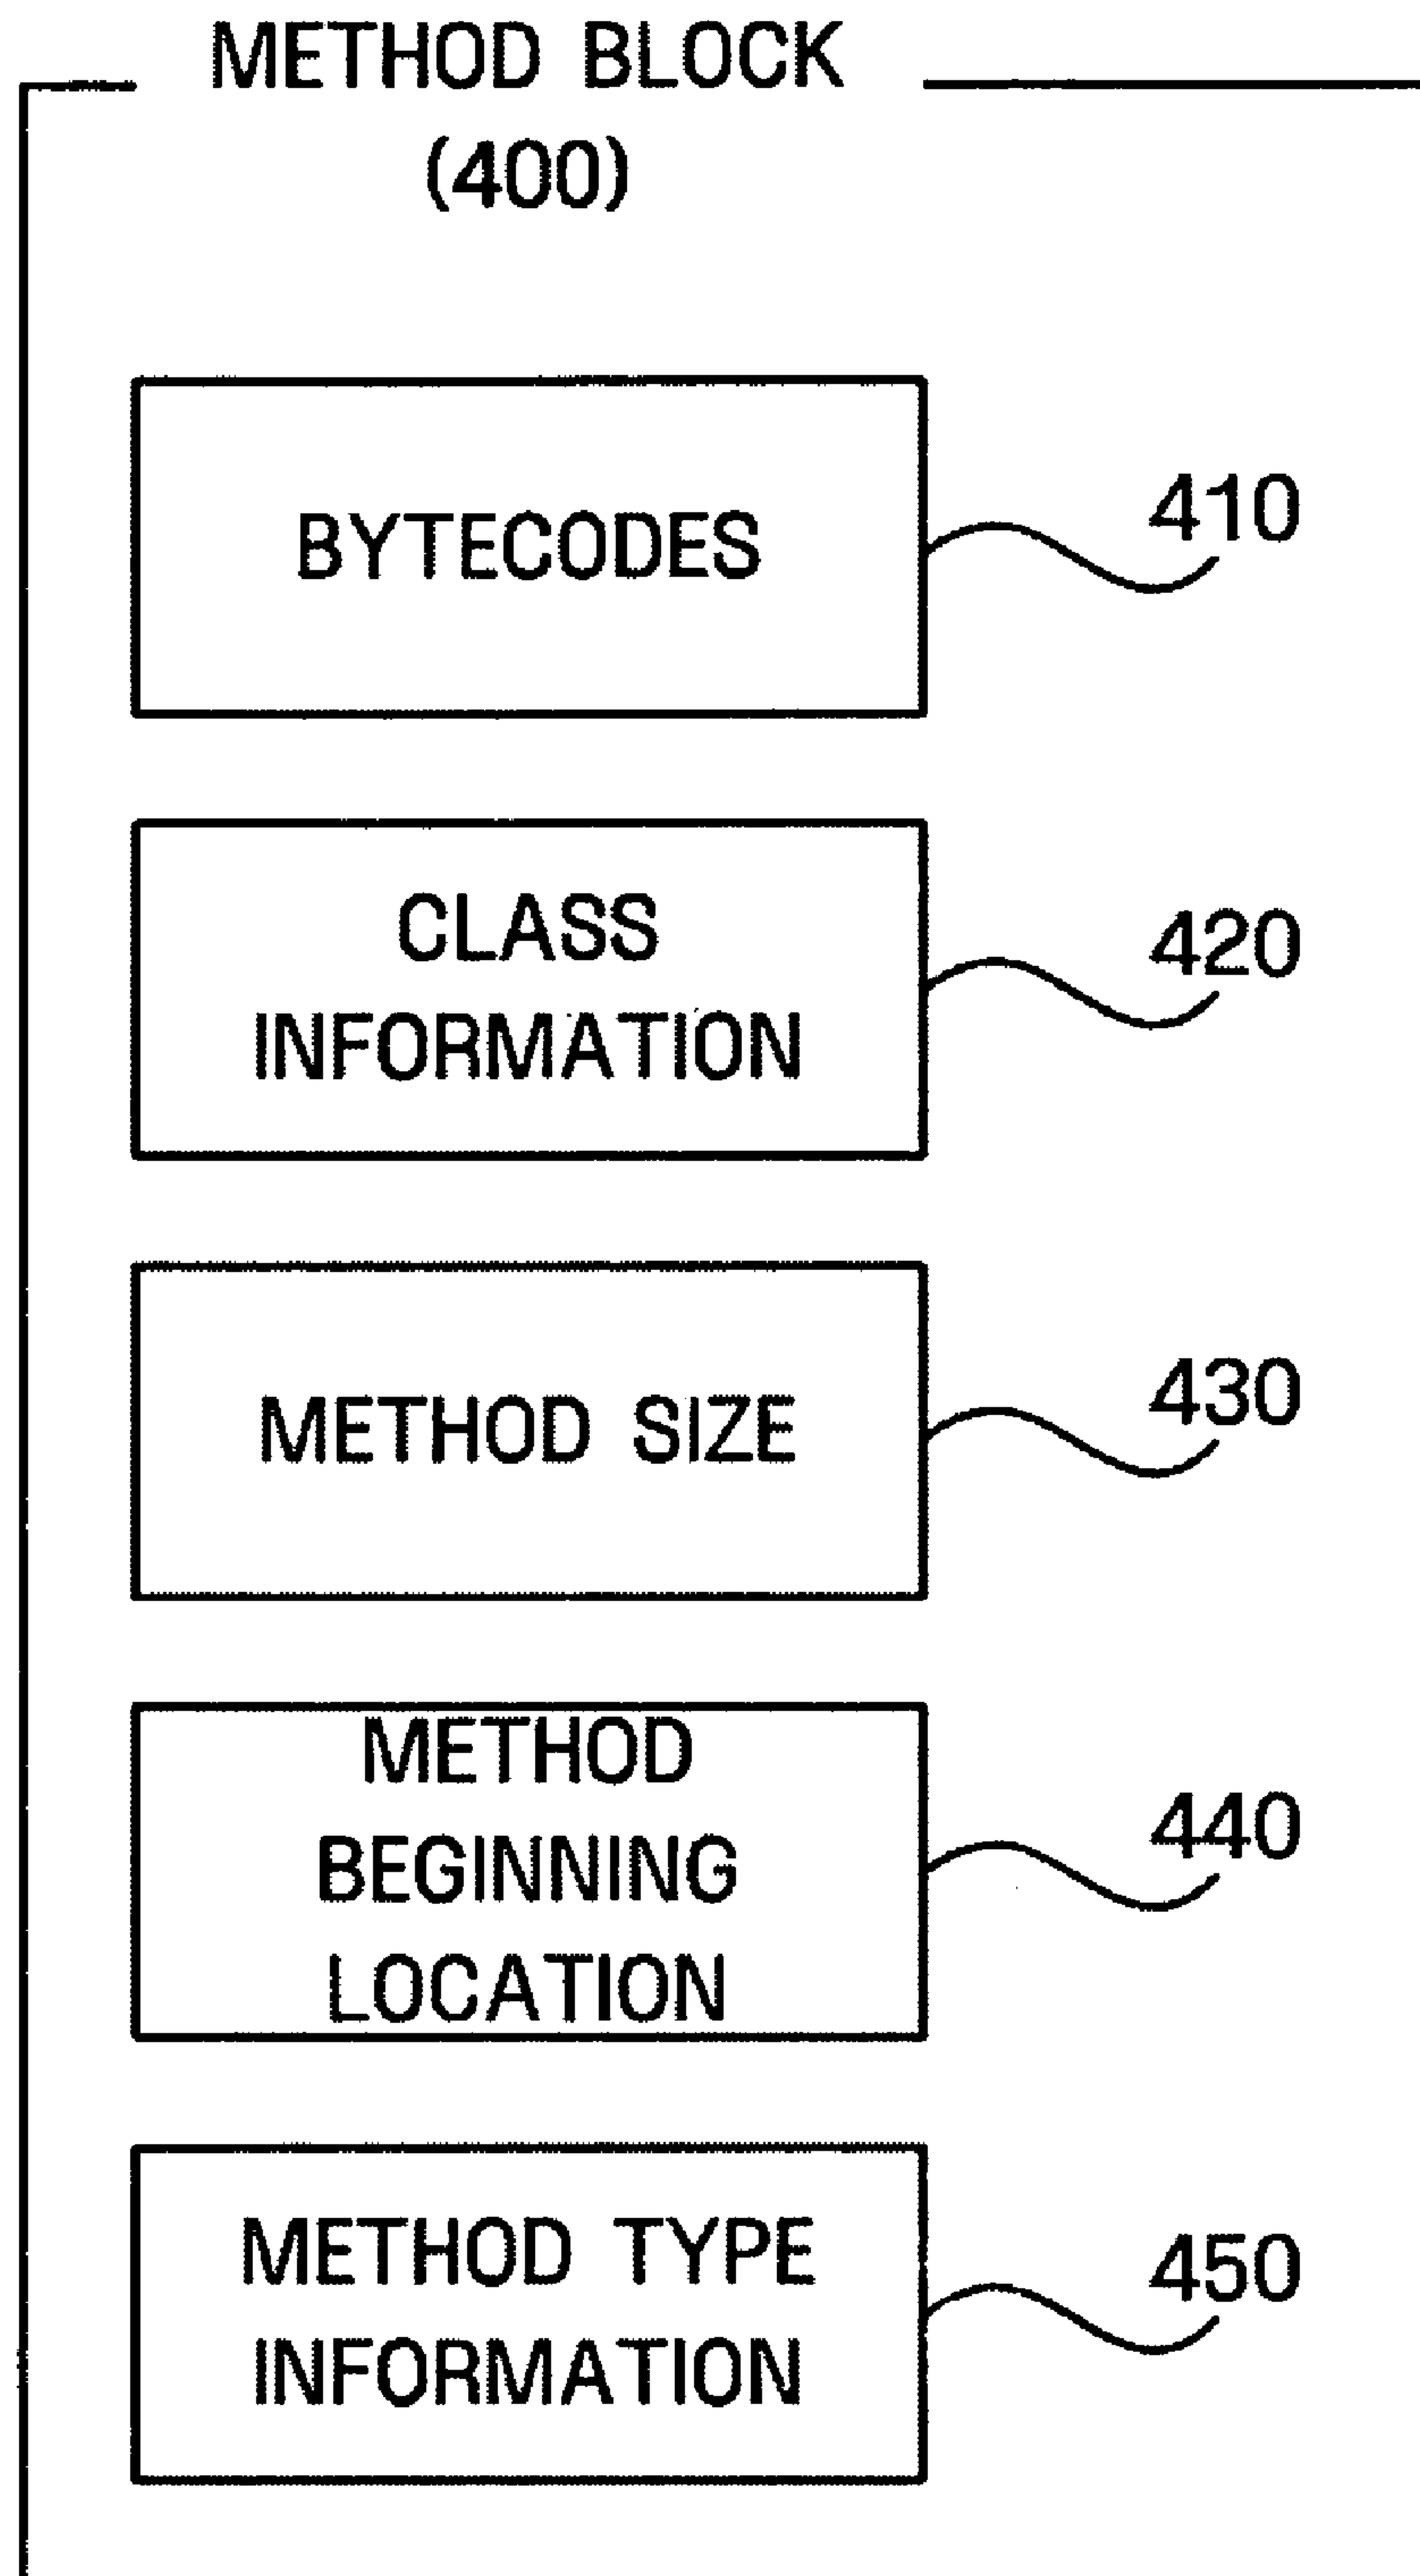 METHOD BLOCK
(400)
BYTECODES
410
CLASS
INFORMATION
420
METHOD SIZE
430
METHOD
BEGINNING
LOCATION
440
METHOD TYPE
INFORMATION
450